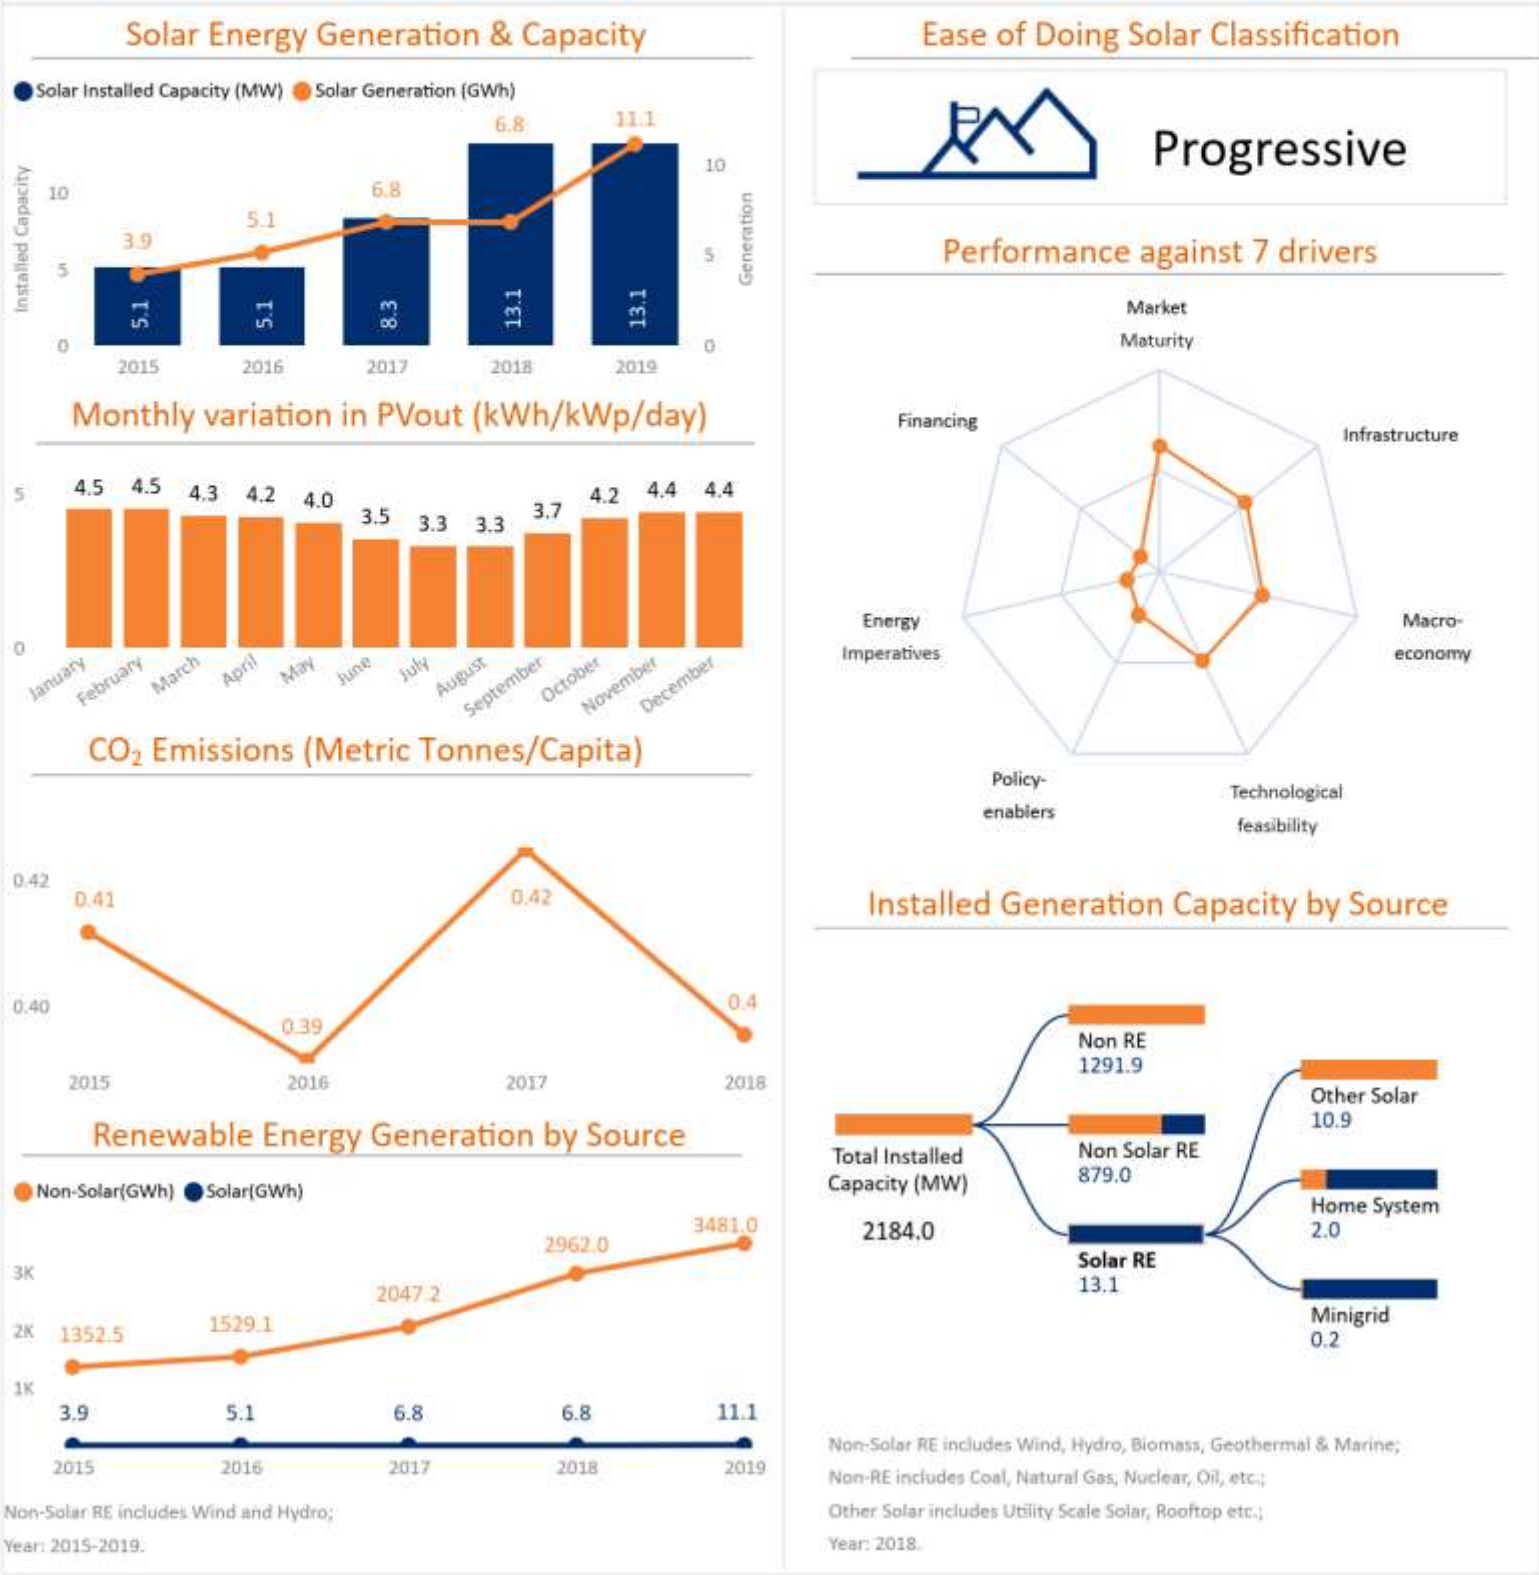 Solar Energy Generation & Capacity
Solar Installed Capacity (MW) Solar Generation (GWh)
Installed Capacity
10
5
0
3.9
5.1
6.8
6.8
11.1
5.1
5.1
8.3
13.1
13.1
10
5
0
Generation
2015 2016 2017 2018 2019
Monthly variation in PVout (kWh/kWp/day)
5
0
4.5 4.5 4.3 4.2 4.0 3.5 3.3 3.3 3.7 4.2 4.4 4.4
January February March April May June July August September October November December
CO₂ Emissions (Metric Tonnes/Capita)
0.42
0.40
0.41
0.39
0.42
0.4
2015 2016 2017 2018
Renewable Energy Generation by Source
Non-Solar(GWh) Solar(GWh)
3K
2K
1K
1352.5 1529.1 2047.2 2962.0 3481.0
3.9 5.1 6.8 6.8 11.1
2015 2016 2017 2018 2019
Non-Solar RE includes Wind and Hydro;
Year: 2015-2019.
Ease of Doing Solar Classification
Progressive
Performance against 7 drivers
Market
Maturity
Infrastructure
Macro-
economy
Technological
feasibility
Policy-
enablers
Energy
Imperatives
Financing
Installed Generation Capacity by Source
Total Installed
Capacity (MW)
2184.0
Non RE
1291.9
Non Solar RE
879.0
Solar RE
13.1
Other Solar
10.9
Home System
2.0
Minigrid
0.2
Non-Solar RE includes Wind, Hydro, Biomass, Geothermal & Marine;
Non-RE includes Coal, Natural Gas, Nuclear, Oil, etc.;
Other Solar includes Utility Scale Solar, Rooftop etc.;
Year: 2018.